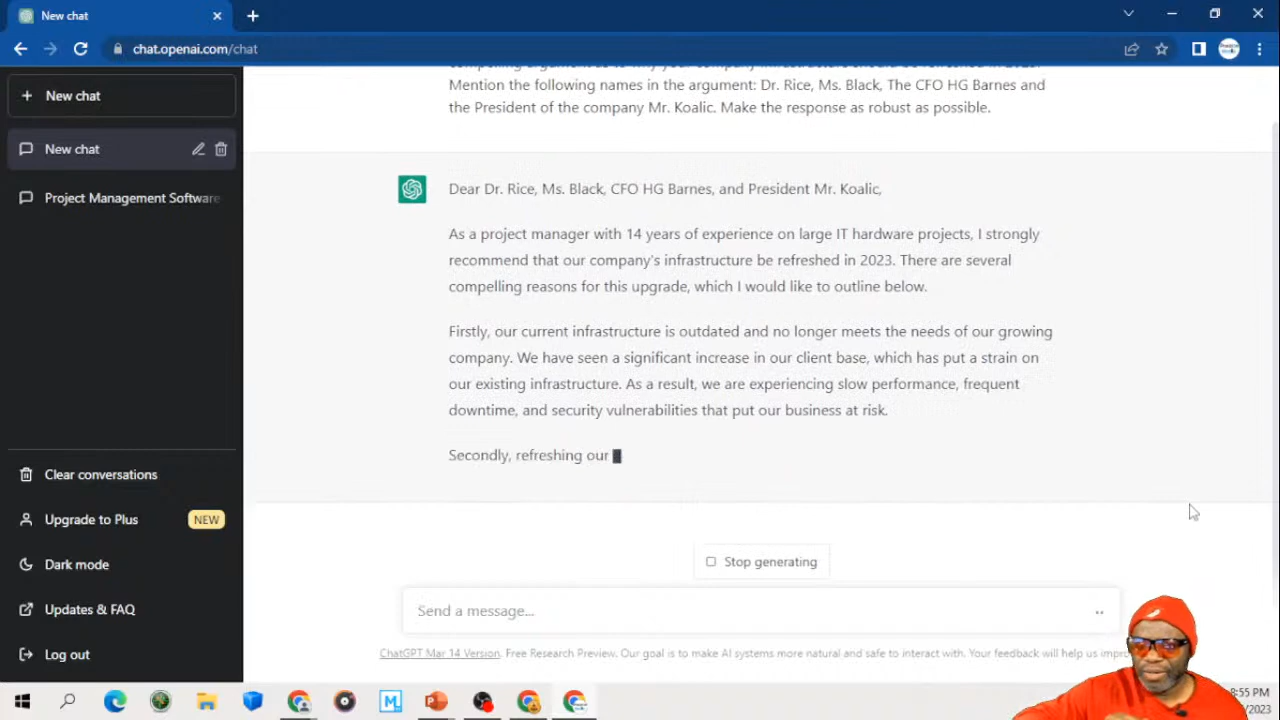 New chat
chat.openai.com/chat
New chat
New chat
Project Management Software
Clear conversations
Upgrade to Plus NEW
Dark mode
Updates & FAQ
Log out
Mention the following names in the argument: Dr. Rice, Ms. Black, The CFO HG Barnes and
the President of the company Mr. Koalic. Make the response as robust as possible.
Dear Dr. Rice, Ms. Black, CFO HG Barnes, and President Mr. Koalic,
As a project manager with 14 years of experience on large IT hardware projects, I strongly
recommend that our company's infrastructure be refreshed in 2023. There are several
compelling reasons for this upgrade, which I would like to outline below.
Firstly, our current infrastructure is outdated and no longer meets the needs of our growing
company. We have seen a significant increase in our client base, which has put a strain on
our existing infrastructure. As a result, we are experiencing slow performance, frequent
downtime, and security vulnerabilities that put our business at risk.
Secondly, refreshing our
Stop generating
Send a message...
ChatGPT Mar 14 Version. Free Research Preview. Our goal is to make AI systems more natural and safe to interact with. Your feedback will help us
M
8:55 PM